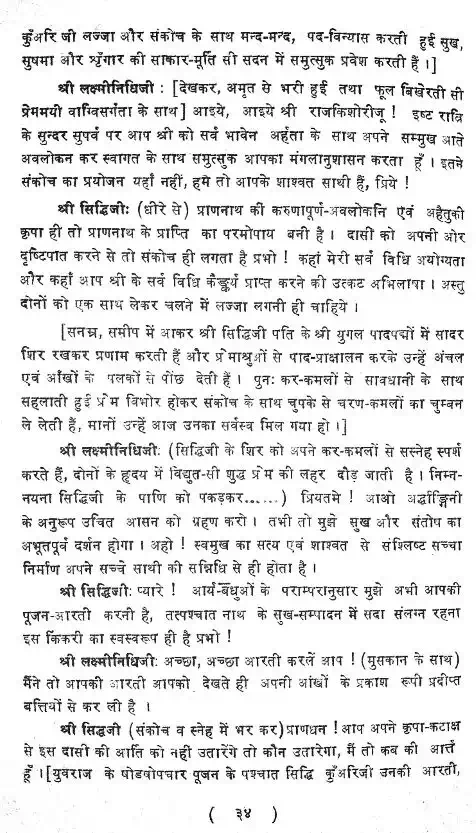 कुँअरि जी लज्जा और संकोच के साथ मन्द-मन्द, पद-विन्यास करती हुई सुख,
सुषमा और श्रृँगार की साकार-मूर्ति सी सदन में समुत्सुक प्रवेश करती हैं ।]
श्री लक्ष्मीनिधिजी : [देखकर, अमृत से भरी हुई तथा फूल बिखेरती सी
प्रेममयी वाग्विसर्गता के साथ] आइये, आइये श्री राजकिशोरीजू ! इष्ट रात्रि
के सुन्दर सुपर्व पर आप श्री को सर्व भावेन अर्हता के साथ अपने सम्मुख आते
अवलोकन कर स्वागत के साथ समुत्सुक आपका मंगलानुशासन करता हूँ । इतमे
संकोच का प्रयोजन यहाँ नहीं, हमे तो आपके शाश्वत साथी हैं, प्रिये !
श्री सिद्धिजी: (धीरे से) प्राणनाथ की करुणापूर्ण-अवलोकनि एवं अहैतुकी
कृपा ही तो प्राणनाथ के प्राप्ति का परमोपाय बनी है । दासी को अपनी ओर
दृष्टिपात करने से तो संकोच ही लगता है प्रभो ! कहां मेरी सर्व विधि अयोग्यता
और कहाँ आप श्री के सर्व विधि कैङ्कर्य प्राप्त करने की उत्कट अभिलाषा । अस्तु
दोनों को एक साथ लेकर चलने में लज्जा लगनी ही चाहिये ।
[सनम्र, समीप में आकर श्री सिद्धिजी पति के श्री युगल पादपद्मों में सादर
शिर रखकर प्रणाम करती हैं और प्रेमाश्रुओं से पाद-प्राक्षालन करके उन्हें अंचल
एवं आँखों के पलकों से पोंछ देती हैं । पुनः कर-कमलों से सावधानी के साथ
सहलाती हुई प्रेम विभोर होकर संकोच के साथ चुपके से चरण-कमलों का चुम्बन
ले लेती हैं, मानों उन्हें आज उनका सर्वस्व मिल गया हो ।]
श्री लक्ष्मीनिधिजी: (सिद्धिजी के शिर को अपने कर-कमलों से सस्नेह स्पर्श
करते हैं, दोनों के हृदय में विद्युत-सी शुद्ध प्रेम की लहर दौड़ जाती है । निम्न-
नयना सिद्धिजी के पाणि को पकड़कर......) प्रियतमे ! आओ अर्द्धाङ्गिनी
के अनुरूप उचित आसन को ग्रहण करो । तभी तो मुझे सुख और संतोष का
अभूतपूर्व दर्शन होगा । अहो ! स्वमुख का सत्य एवं शाश्वत से संश्लिष्ट सच्चा
निर्माण अपने सच्चे साथी की सन्निधि से ही होता है ।
श्री सिद्धिजी: प्यारे ! आर्य-बँधुओं के पराम्परानुसार मुझे अभी आपकी
पूजन-आरती करनी है, तत्पश्चात नाथ के सुख-सम्पादन में सदा संलग्न रहना
इस किंकरी का स्वस्वरूप ही है प्रभो !
श्री लक्ष्मीनिधिजी: अच्छा, अच्छा आरती करलें आप ! (मुसकान के साथ)
मैंने तो आपकी आरती आपको देखते ही अपनी आंखों के प्रकाश रूपी प्रदीप्त
बत्तियों से कर ली है ।
श्री सिद्धजी (संकोच व स्नेह में भर कर) प्राणधन ! आप अपने कृपा-कटाक्ष
से इस दासी की आर्ति को नही उतारेंगे तो कौन उतारेगा, मैं तो कब की आर्त्त
हूँ । [युवराज के षोडषोपचार पूजन के पश्चात सिद्धि कुँअरिजी उनकी आरती,
( ३४ )